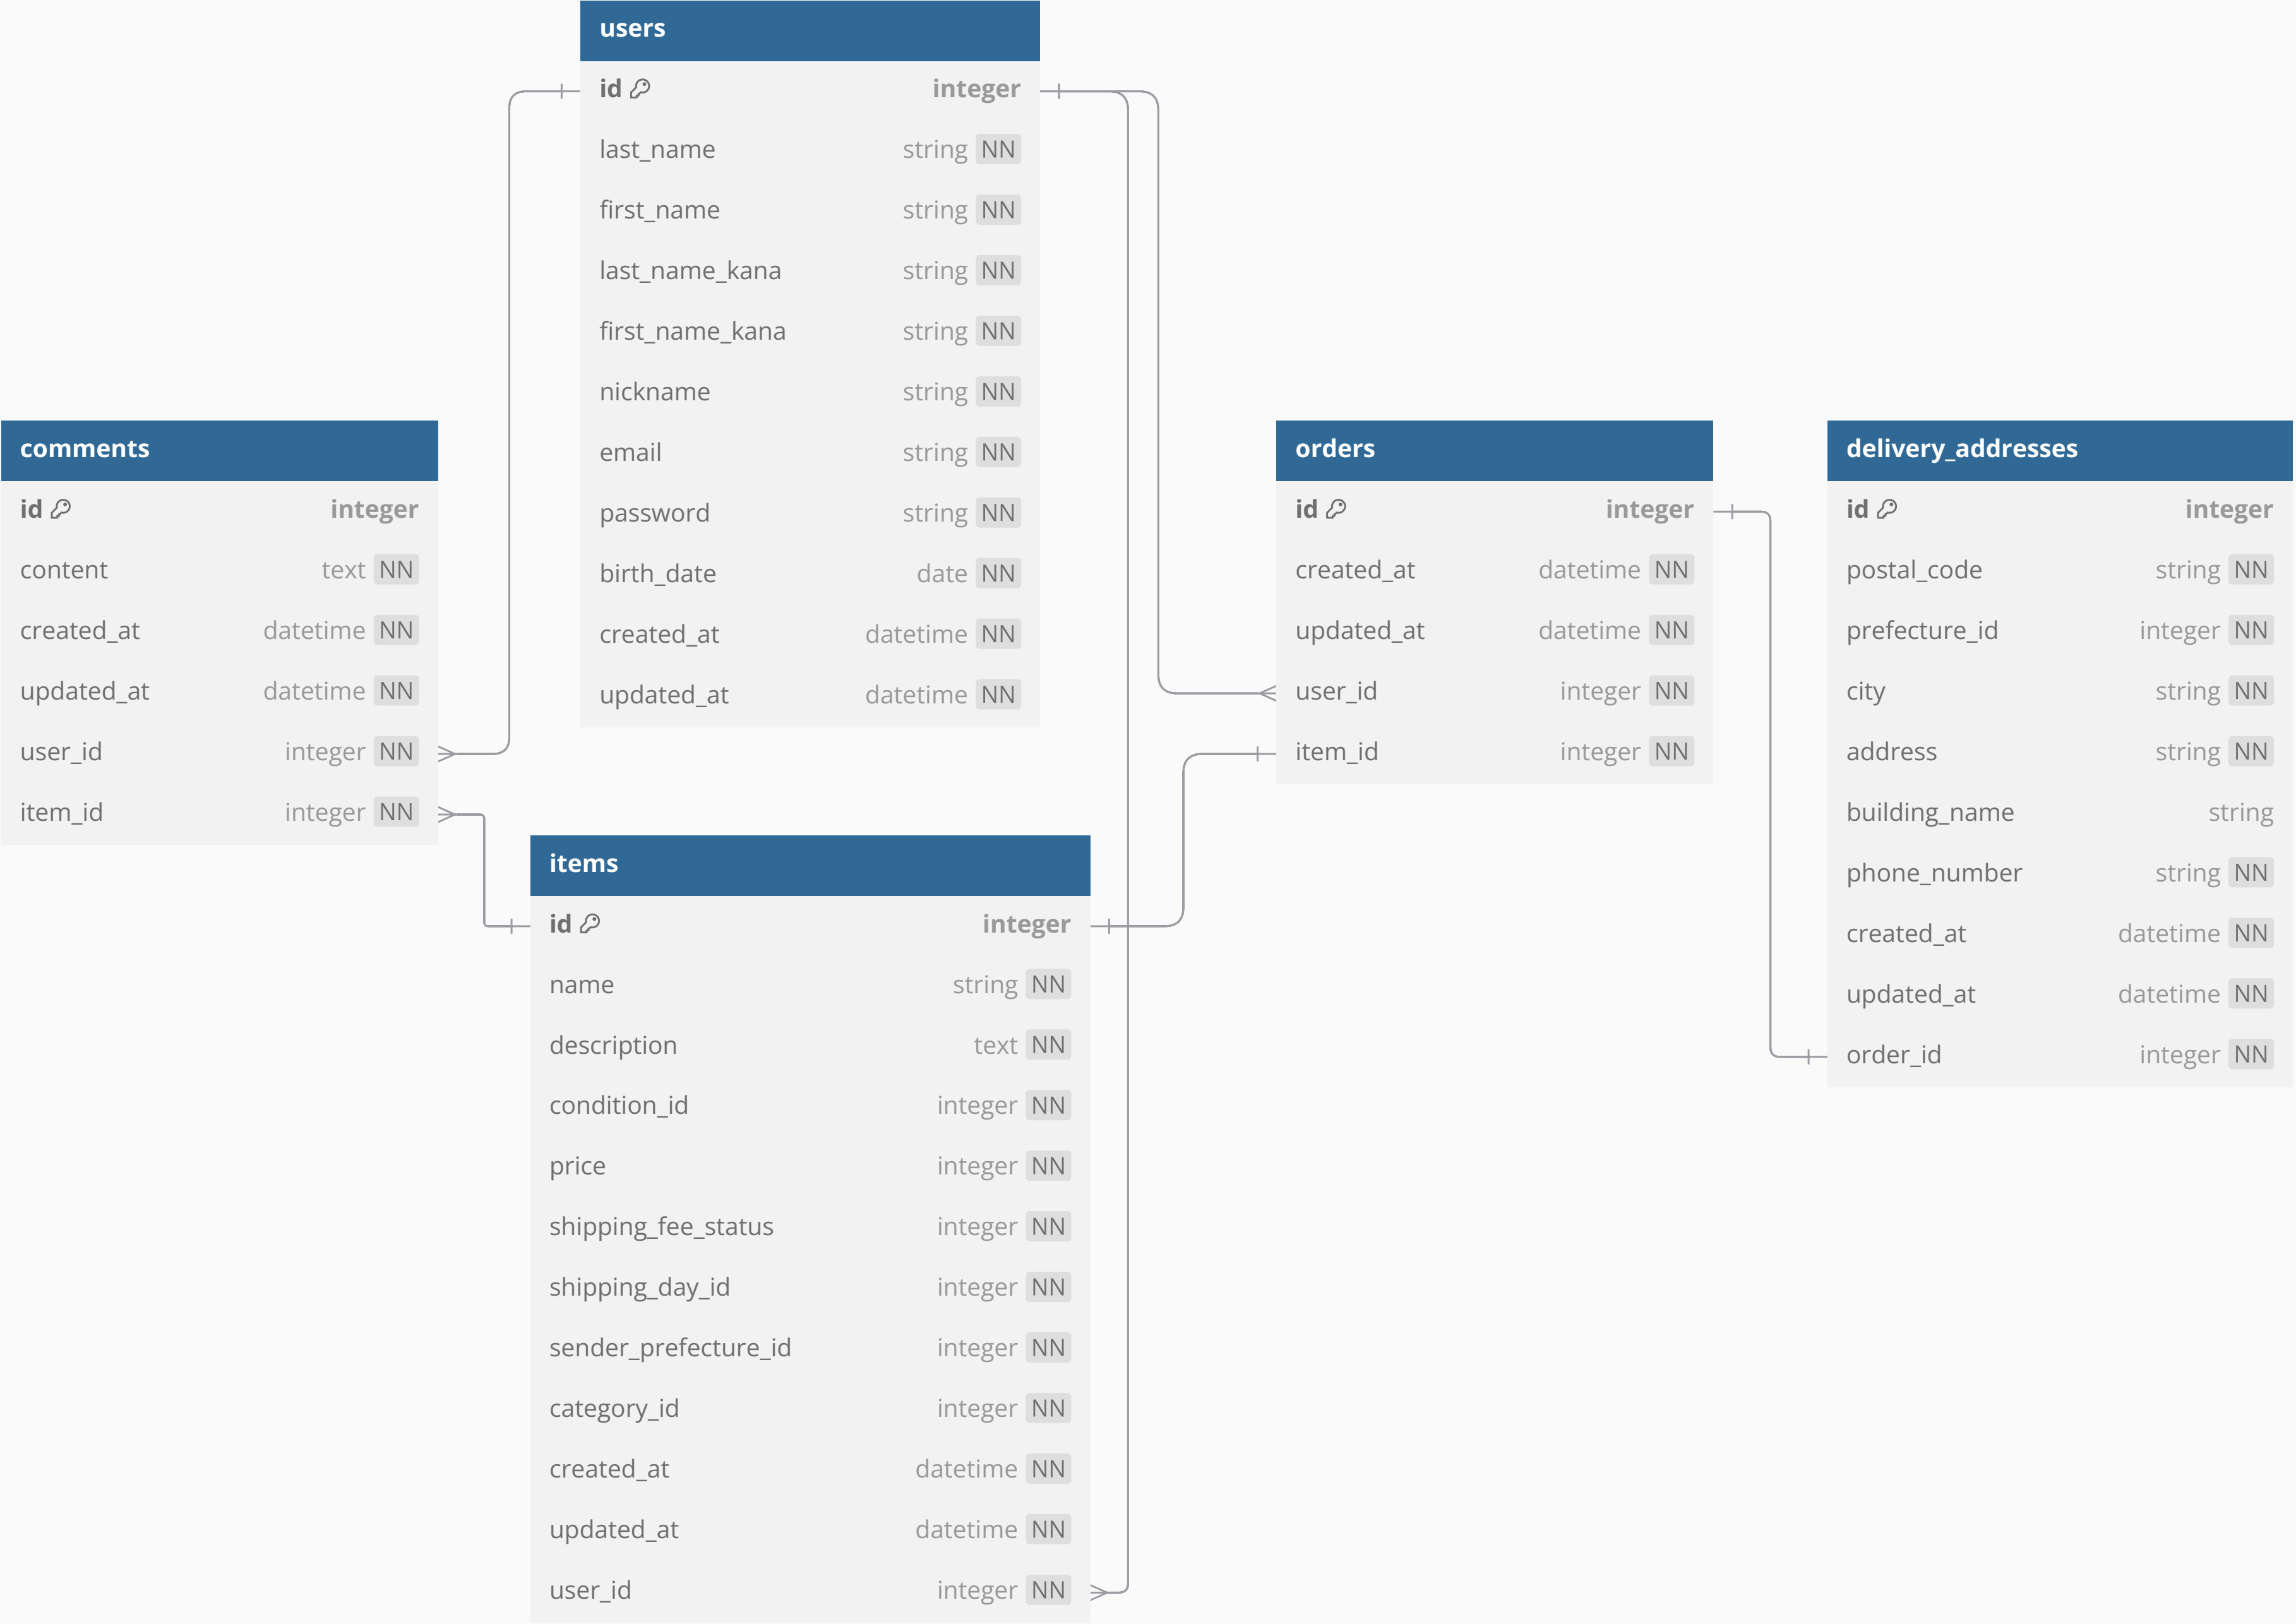 users
id integer
last_name string NN
first_name string NN
last_name_kana string NN
first_name_kana string NN
nickname string NN
email string NN
password string NN
birth_date date NN
created_at datetime NN
updated_at datetime NN
comments
id integer
content text NN
created_at datetime NN
updated_at datetime NN
user_id integer NN
item_id integer NN
orders
id integer
created_at datetime NN
updated_at datetime NN
user_id integer NN
item_id integer NN
delivery_addresses
id integer
postal_code string NN
prefecture_id integer NN
city string NN
address string NN
building_name string
phone_number string NN
created_at datetime NN
updated_at datetime NN
order_id integer NN
items
id integer
name string NN
description text NN
condition_id integer NN
price integer NN
shipping_fee_status integer NN
shipping_day_id integer NN
sender_prefecture_id integer NN
category_id integer NN
created_at datetime NN
updated_at datetime NN
user_id integer NN